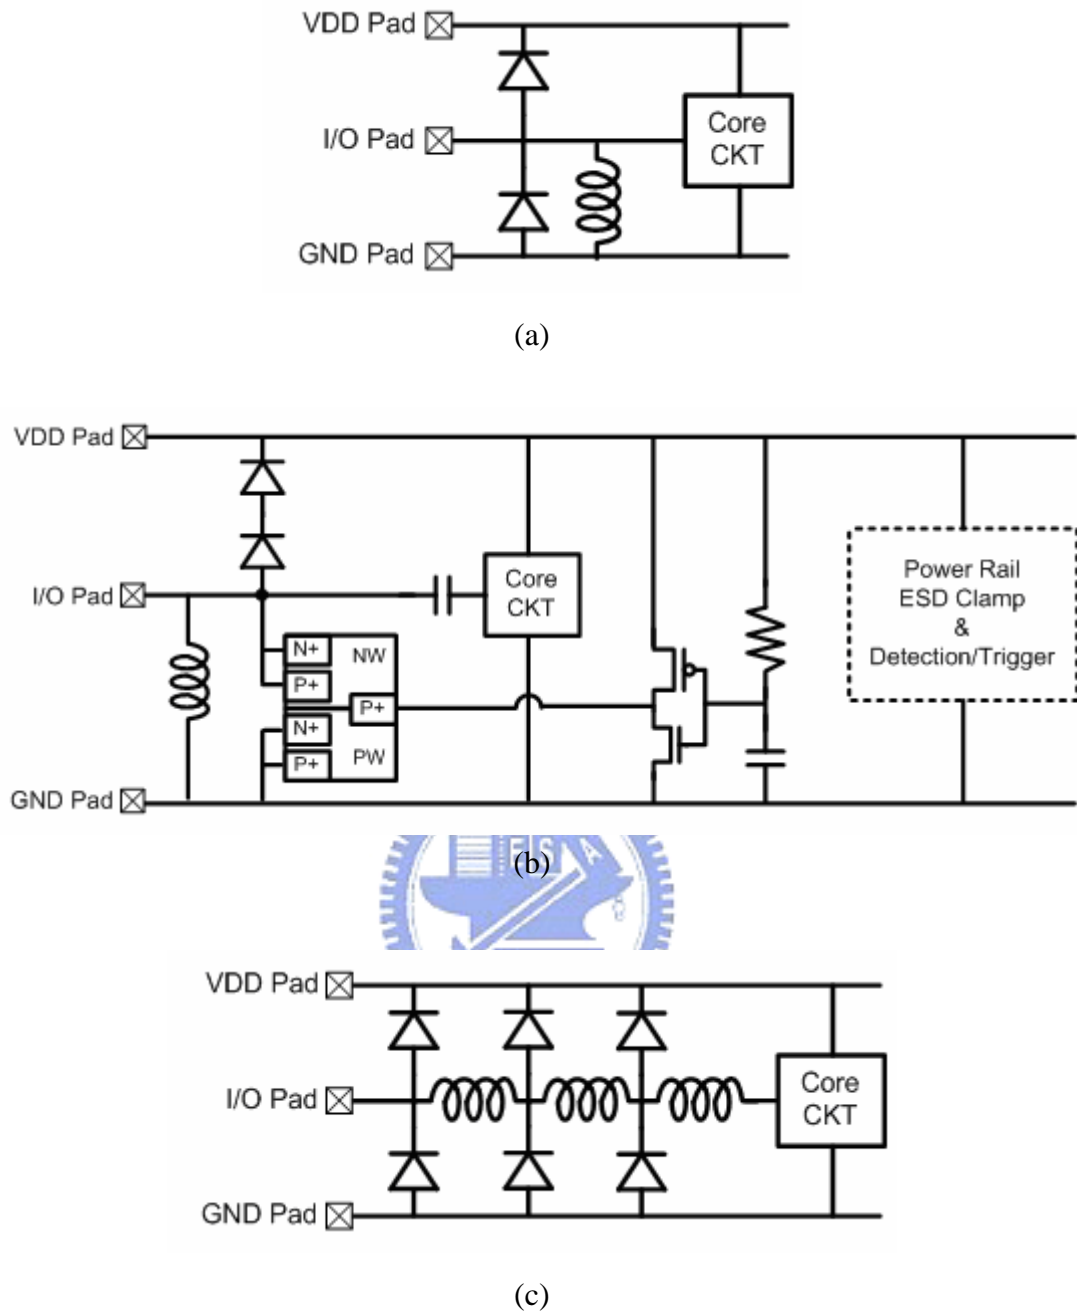 VDD Pad
I/O Pad
Core
CKT
GND Pad
(a)
VDD Pad
I/O Pad
Core
CKT
Power Rail
ESD Clamp
&
Detection/Trigger
N+
NW
P+
P+
N+
PW
P+
GND Pad
(b)
ES
A
VDD Pad
I/O Pad
Core
CKT
GND Pad
(c)